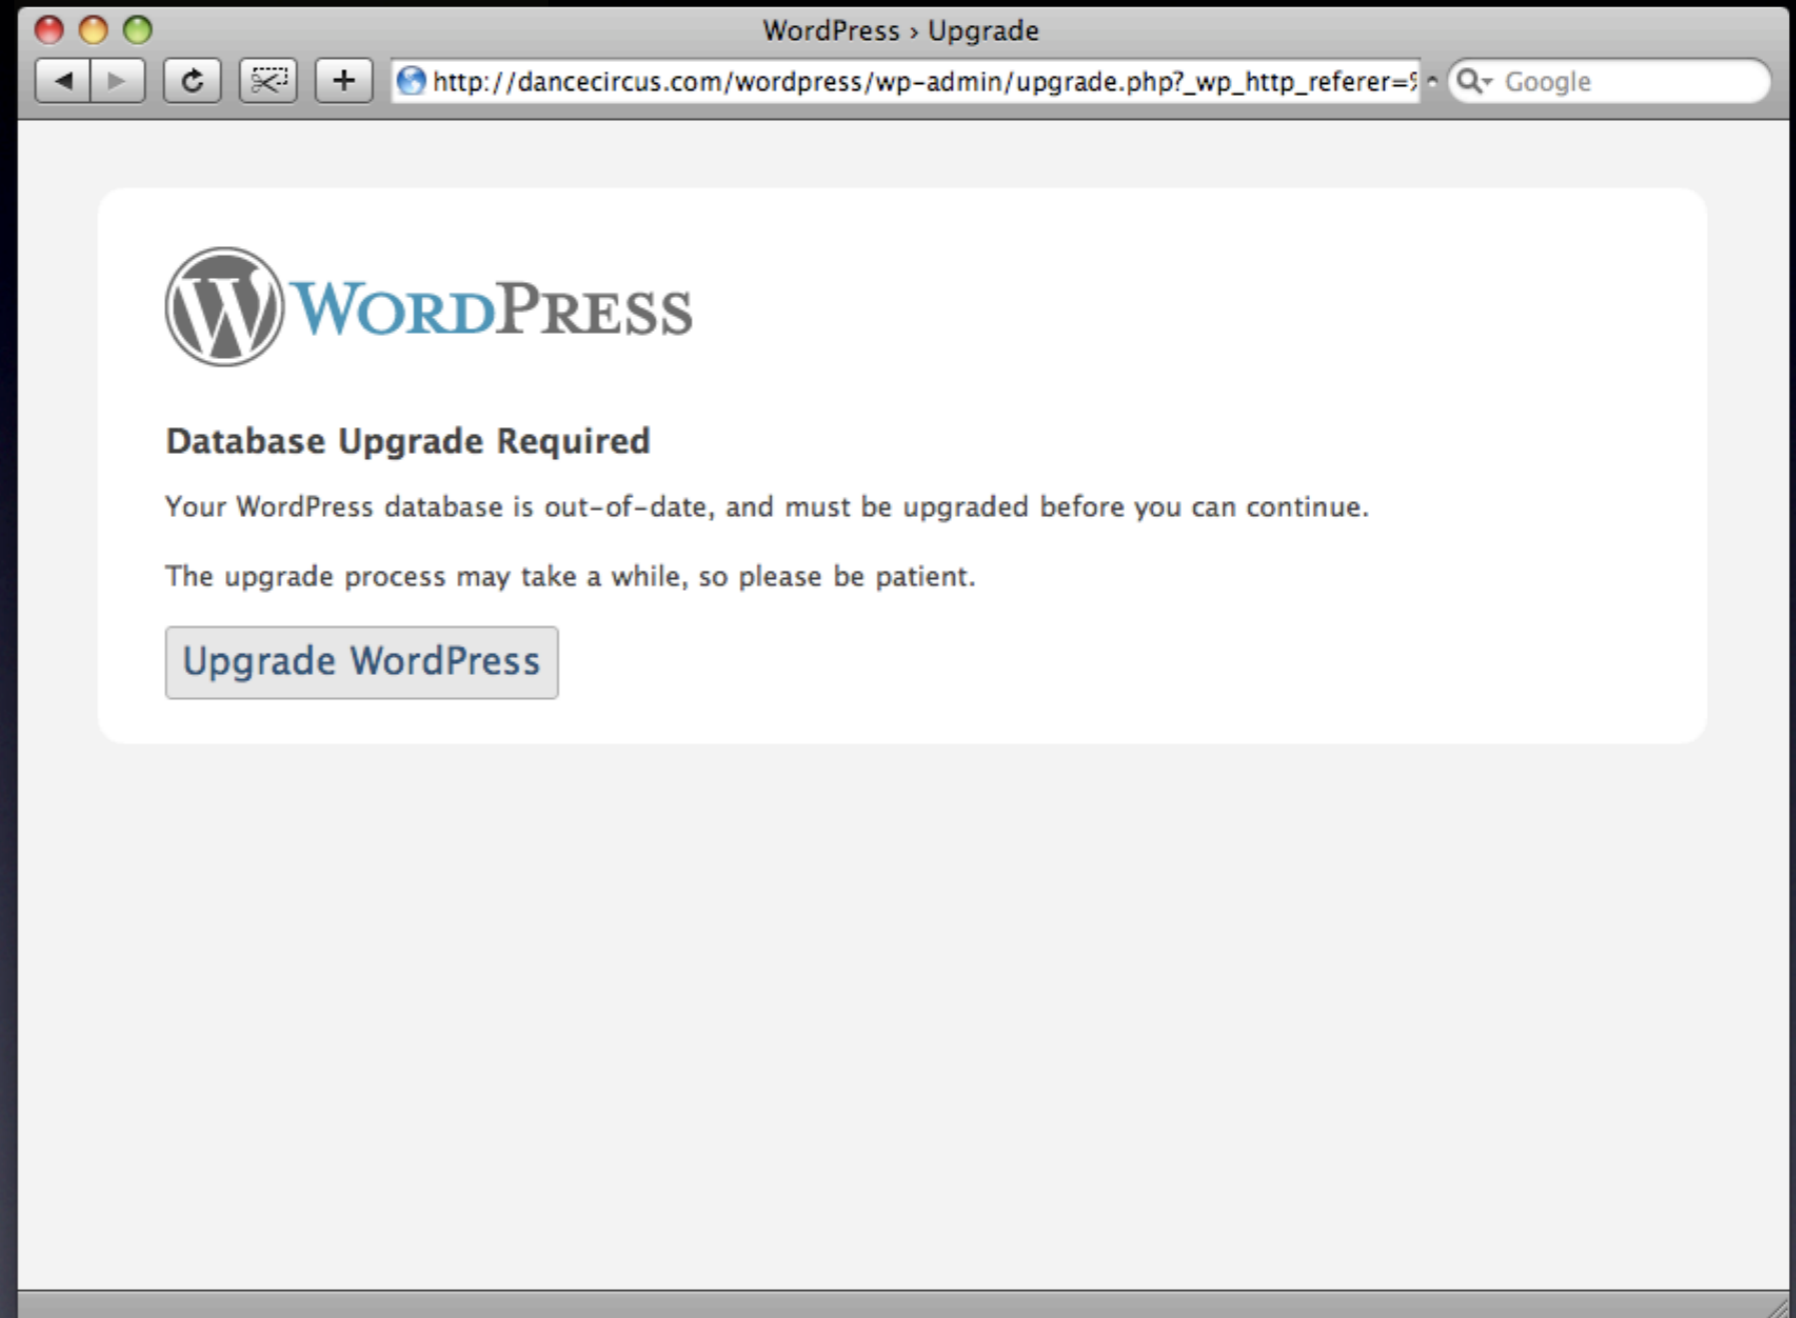 WordPress › Upgrade
http://dancecircus.com/wordpress/wp-admin/upgrade.php?_wp_http_referer=
Google
WORDPRESS
Database Upgrade Required
Your WordPress database is out-of-date, and must be upgraded before you can continue.
The upgrade process may take a while, so please be patient.
Upgrade WordPress